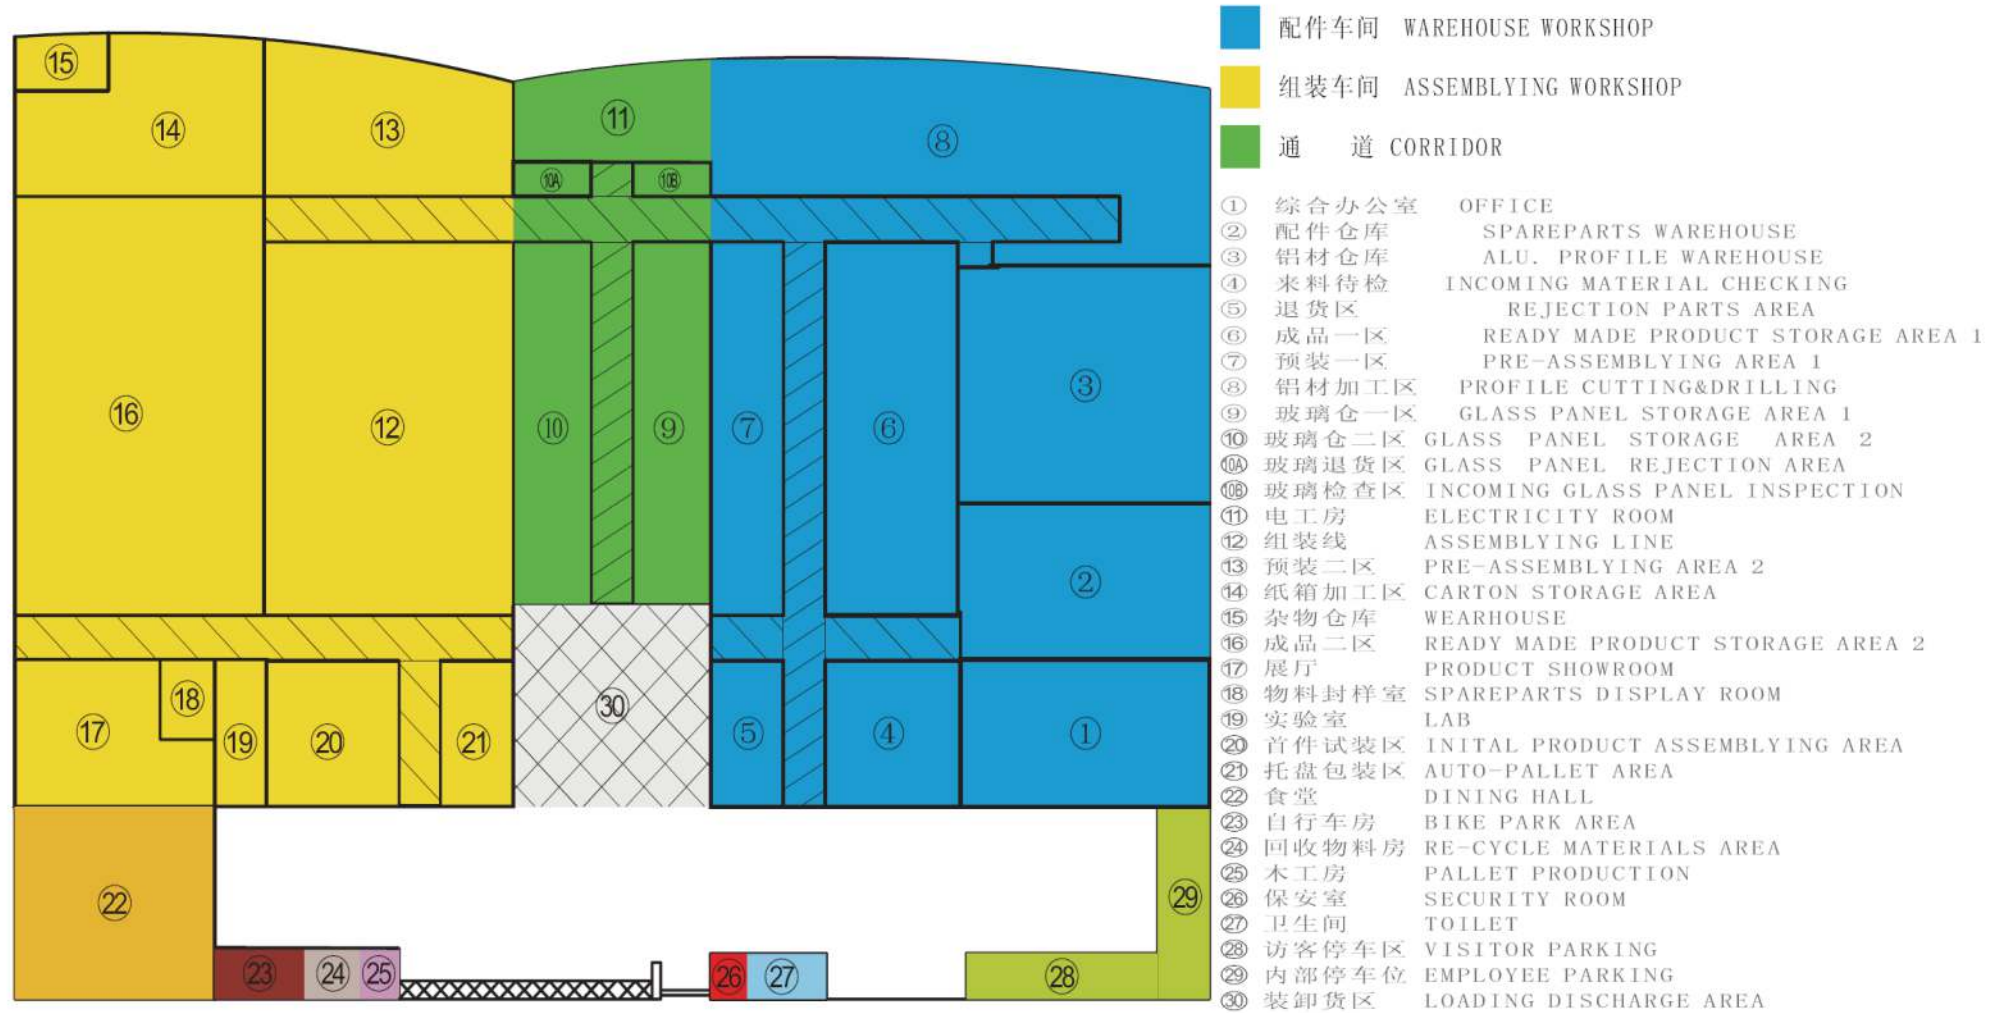 配件车间 WAREHOUSE WORKSHOP
组装车间 ASSEMBLYING WORKSHOP
通 道 CORRIDOR
① 综合办公室 OFFICE
② 配件仓库 SPAREPARTS WAREHOUSE
③ 铝材仓库 ALU. PROFILE WAREHOUSE
④ 来料待检 INCOMING MATERIAL CHECKING
⑤ 退货区 REJECTION PARTS AREA
⑥ 成品一区 READY MADE PRODUCT STORAGE AREA 1
⑦ 预装一区 PRE-ASSEMBLYING AREA 1
⑧ 铝材加工区 PROFILE CUTTING&DRILLING
⑨ 玻璃仓一区 GLASS PANEL STORAGE AREA 1
⑩ 玻璃仓二区 GLASS PANEL STORAGE AREA 2
10A 玻璃退货区 GLASS PANEL REJECTION AREA
10B 玻璃检查区 INCOMING GLASS PANEL INSPECTION
⑪ 电工房 ELECTRICITY ROOM
⑫ 组装线 ASSEMBLYING LINE
⑬ 预装二区 PRE-ASSEMBLYING AREA 2
⑭ 纸箱加工区 CARTON STORAGE AREA
⑮ 杂物仓库 WEARHOUSE
⑯ 成品二区 READY MADE PRODUCT STORAGE AREA 2
⑰ 展厅 PRODUCT SHOWROOM
⑱ 物料封样室 SPAREPARTS DISPLAY ROOM
⑲ 实验室 LAB
⑳ 首件试装区 INITAL PRODUCT ASSEMBLYING AREA
㉑ 托盘包装区 AUTO-PALLET AREA
㉒ 食堂 DINING HALL
㉓ 自行车房 BIKE PARK AREA
㉔ 回收物料房 RE-CYCLE MATERIALS AREA
㉕ 木工房 PALLET PRODUCTION
㉖ 保安室 SECURITY ROOM
㉗ 卫生间 TOILET
㉘ 访客停车区 VISITOR PARKING
㉙ 内部停车位 EMPLOYEE PARKING
㉚ 装卸货区 LOADING DISCHARGE AREA
⑮
⑭
⑬
⑪
⑧
10A
10B
⑯
⑫
⑩
⑨
⑦
⑥
③
②
⑰
⑱
⑲
⑳
㉑
㉚
⑤
④
①
㉒
㉙
㉓
㉔
㉕
㉖
㉗
㉘